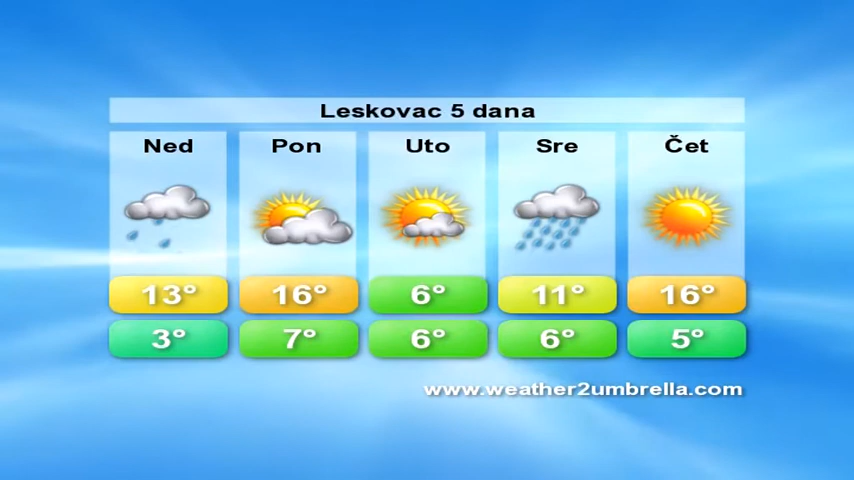 Leskovac 5 dana
Ned Pon Uto Sre Čet
13° 16° 6° 11° 16°
3° 7° 6° 6° 5°
www.weather2umbrella.com